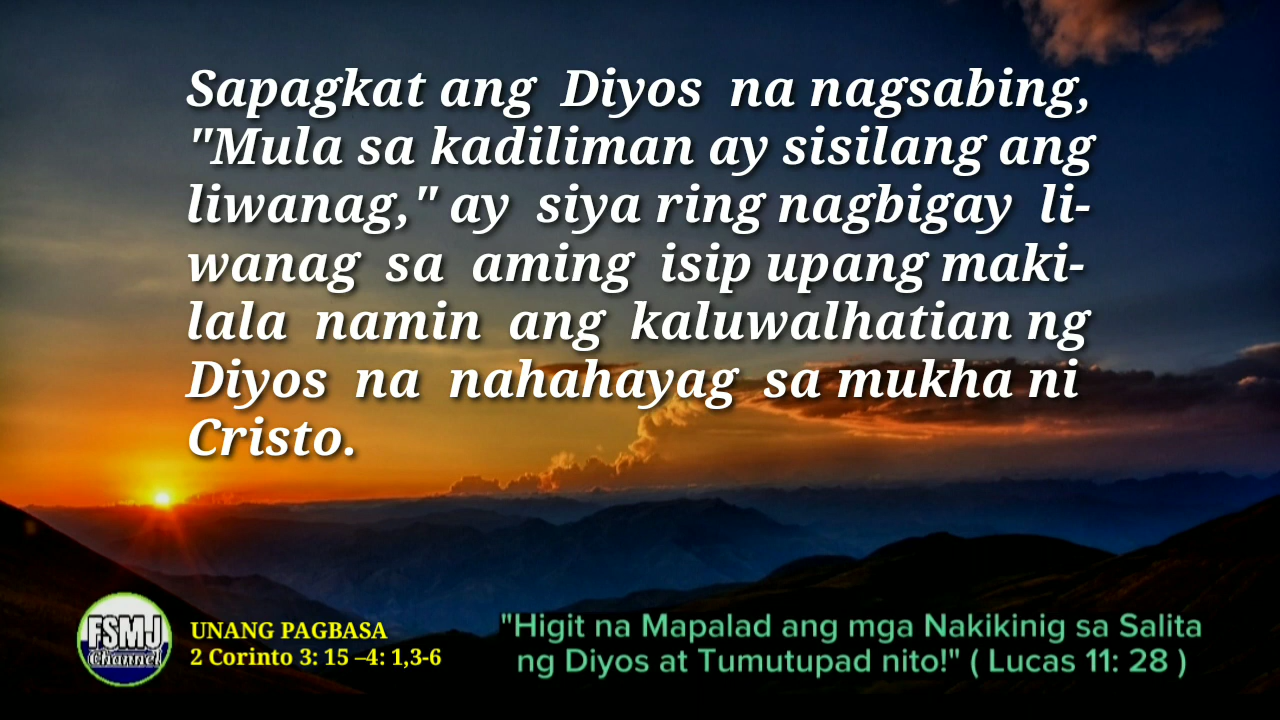 Sapagkat ang Diyos na nagsabing,
"Mula sa kadiliman ay sisilang ang
liwanag," ay siya ring nagbigay li-
wanag sa aming isip upang maki-
lala namin ang kaluwalhatian ng
Diyos na nahahayag sa mukha ni
Cristo.
FSMJ
Channel
UNANG PAGBASA
2 Corinto 3: 15 –4: 1,3-6
"Higit na Mapalad ang mga Nakikinig sa Salita
ng Diyos at Tumutupad nito!" ( Lucas 11: 28 )